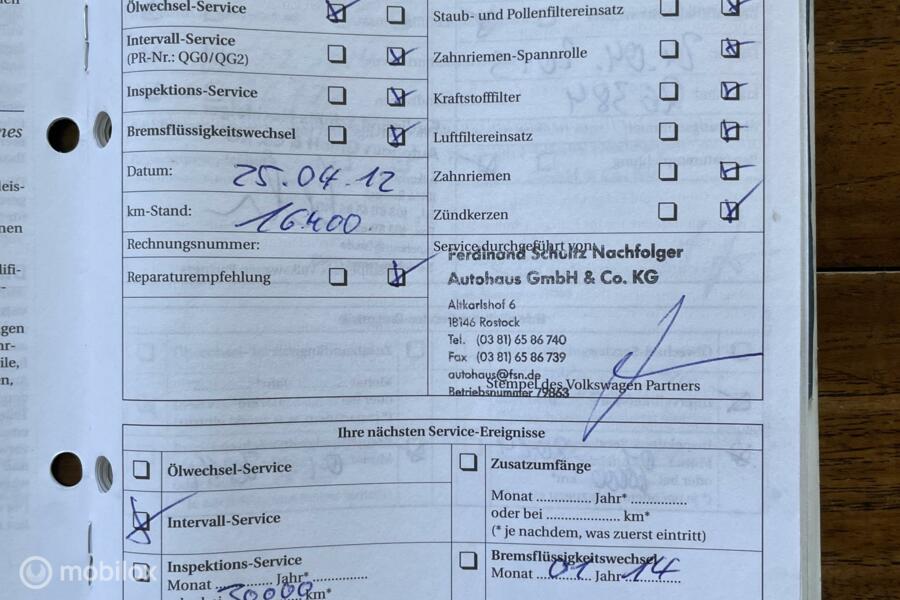 Ölwechsel-Service
Intervall-Service
(PR-Nr.: QG0/QG2)
Inspektions-Service
Bremsflüssigkeitswechsel
Datum: 25.04.12
km-Stand: 16.400
Rechnungsnummer:
Reparaturempfehlung
Staub- und Pollenfiltereinsatz
Zahnriemen-Spannrolle
Kraftstofffilter
Luftfiltereinsatz
Zahnriemen
Zündkerzen
Service durchgeführt von:
Ferdinand Schultz Nachfolger
Autohaus GmbH & Co. KG
Altkarlshof 6
18146 Rostock
Tel. (03 81) 65 86 740
Fax (03 81) 65 86 739
autohaus@fsn.de
Betriebsnummer 79863
Stempel des Volkswagen Partners
Ihre nächsten Service-Ereignisse
Ölwechsel-Service
Intervall-Service
Inspektions-Service
Monat ............ Jahr* ..............
30000 km*
Zusatzumfänge
Monat ............. Jahr* .............
oder bei .................. km*
(* je nachdem, was zuerst eintritt)
Bremsflüssigkeitswechsel
Monat 01 Jahr 14
mobilox